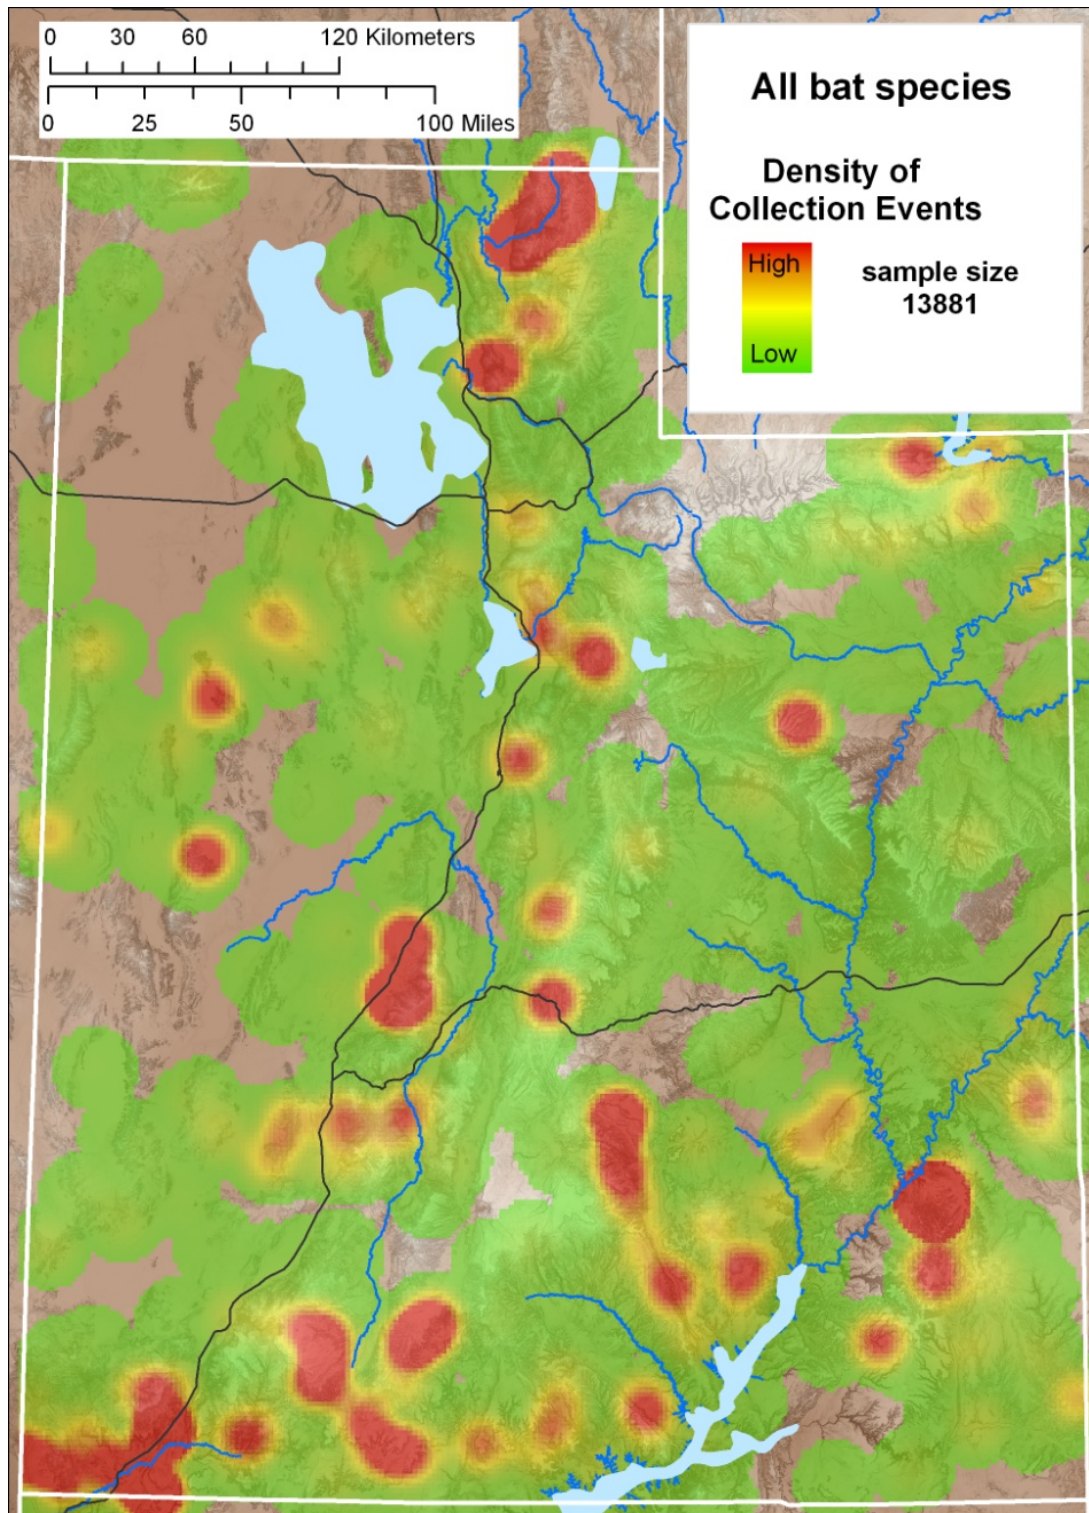 0 30 60 120 Kilometers
0 25 50 100 Miles
All bat species
Density of
Collection Events
High
Low
sample size
13881